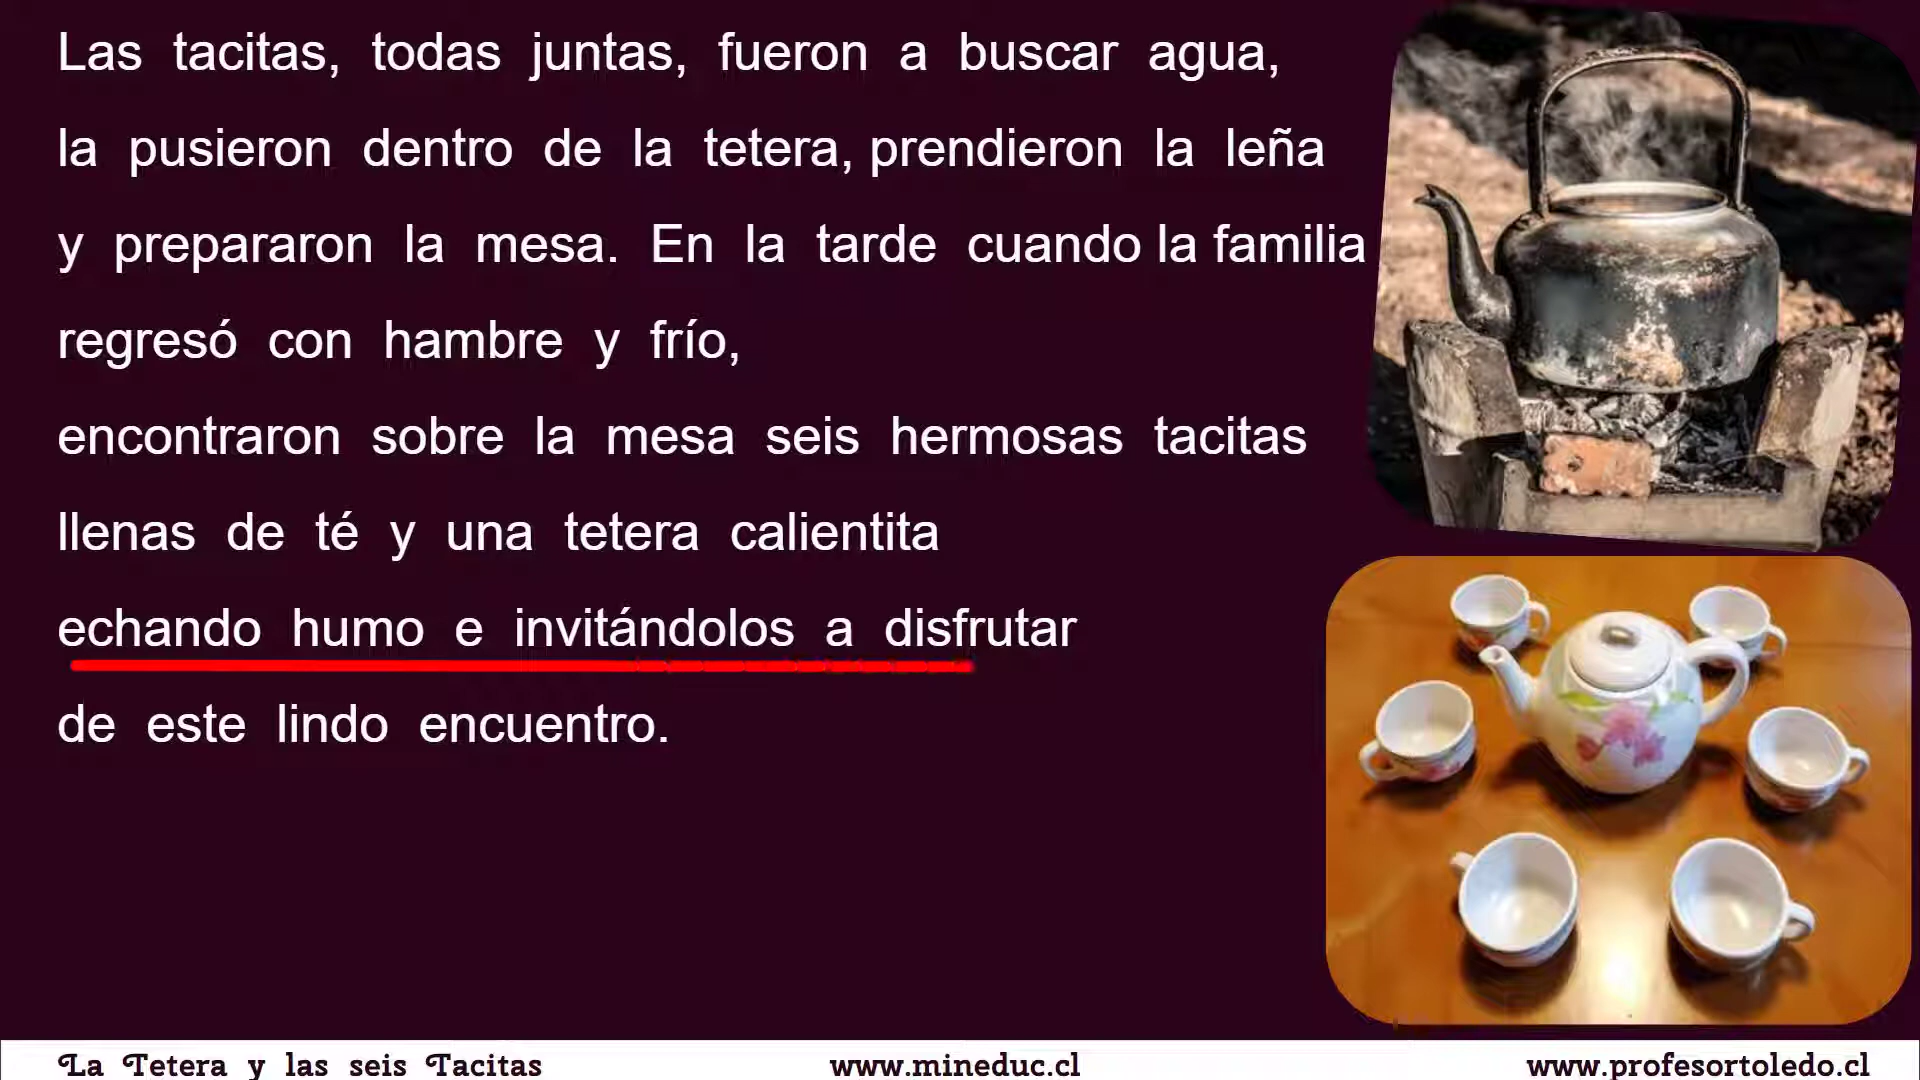 Las tacitas, todas juntas, fueron a buscar agua,
la pusieron dentro de la tetera, prendieron la leña
y prepararon la mesa. En la tarde cuando la familia
regresó con hambre y frío,
encontraron sobre la mesa seis hermosas tacitas
llenas de té y una tetera calientita
echando humo e invitándolos a disfrutar
de este lindo encuentro.
La Tetera y las seis Tacitas
www.mineduc.cl
www.profesortoledo.cl